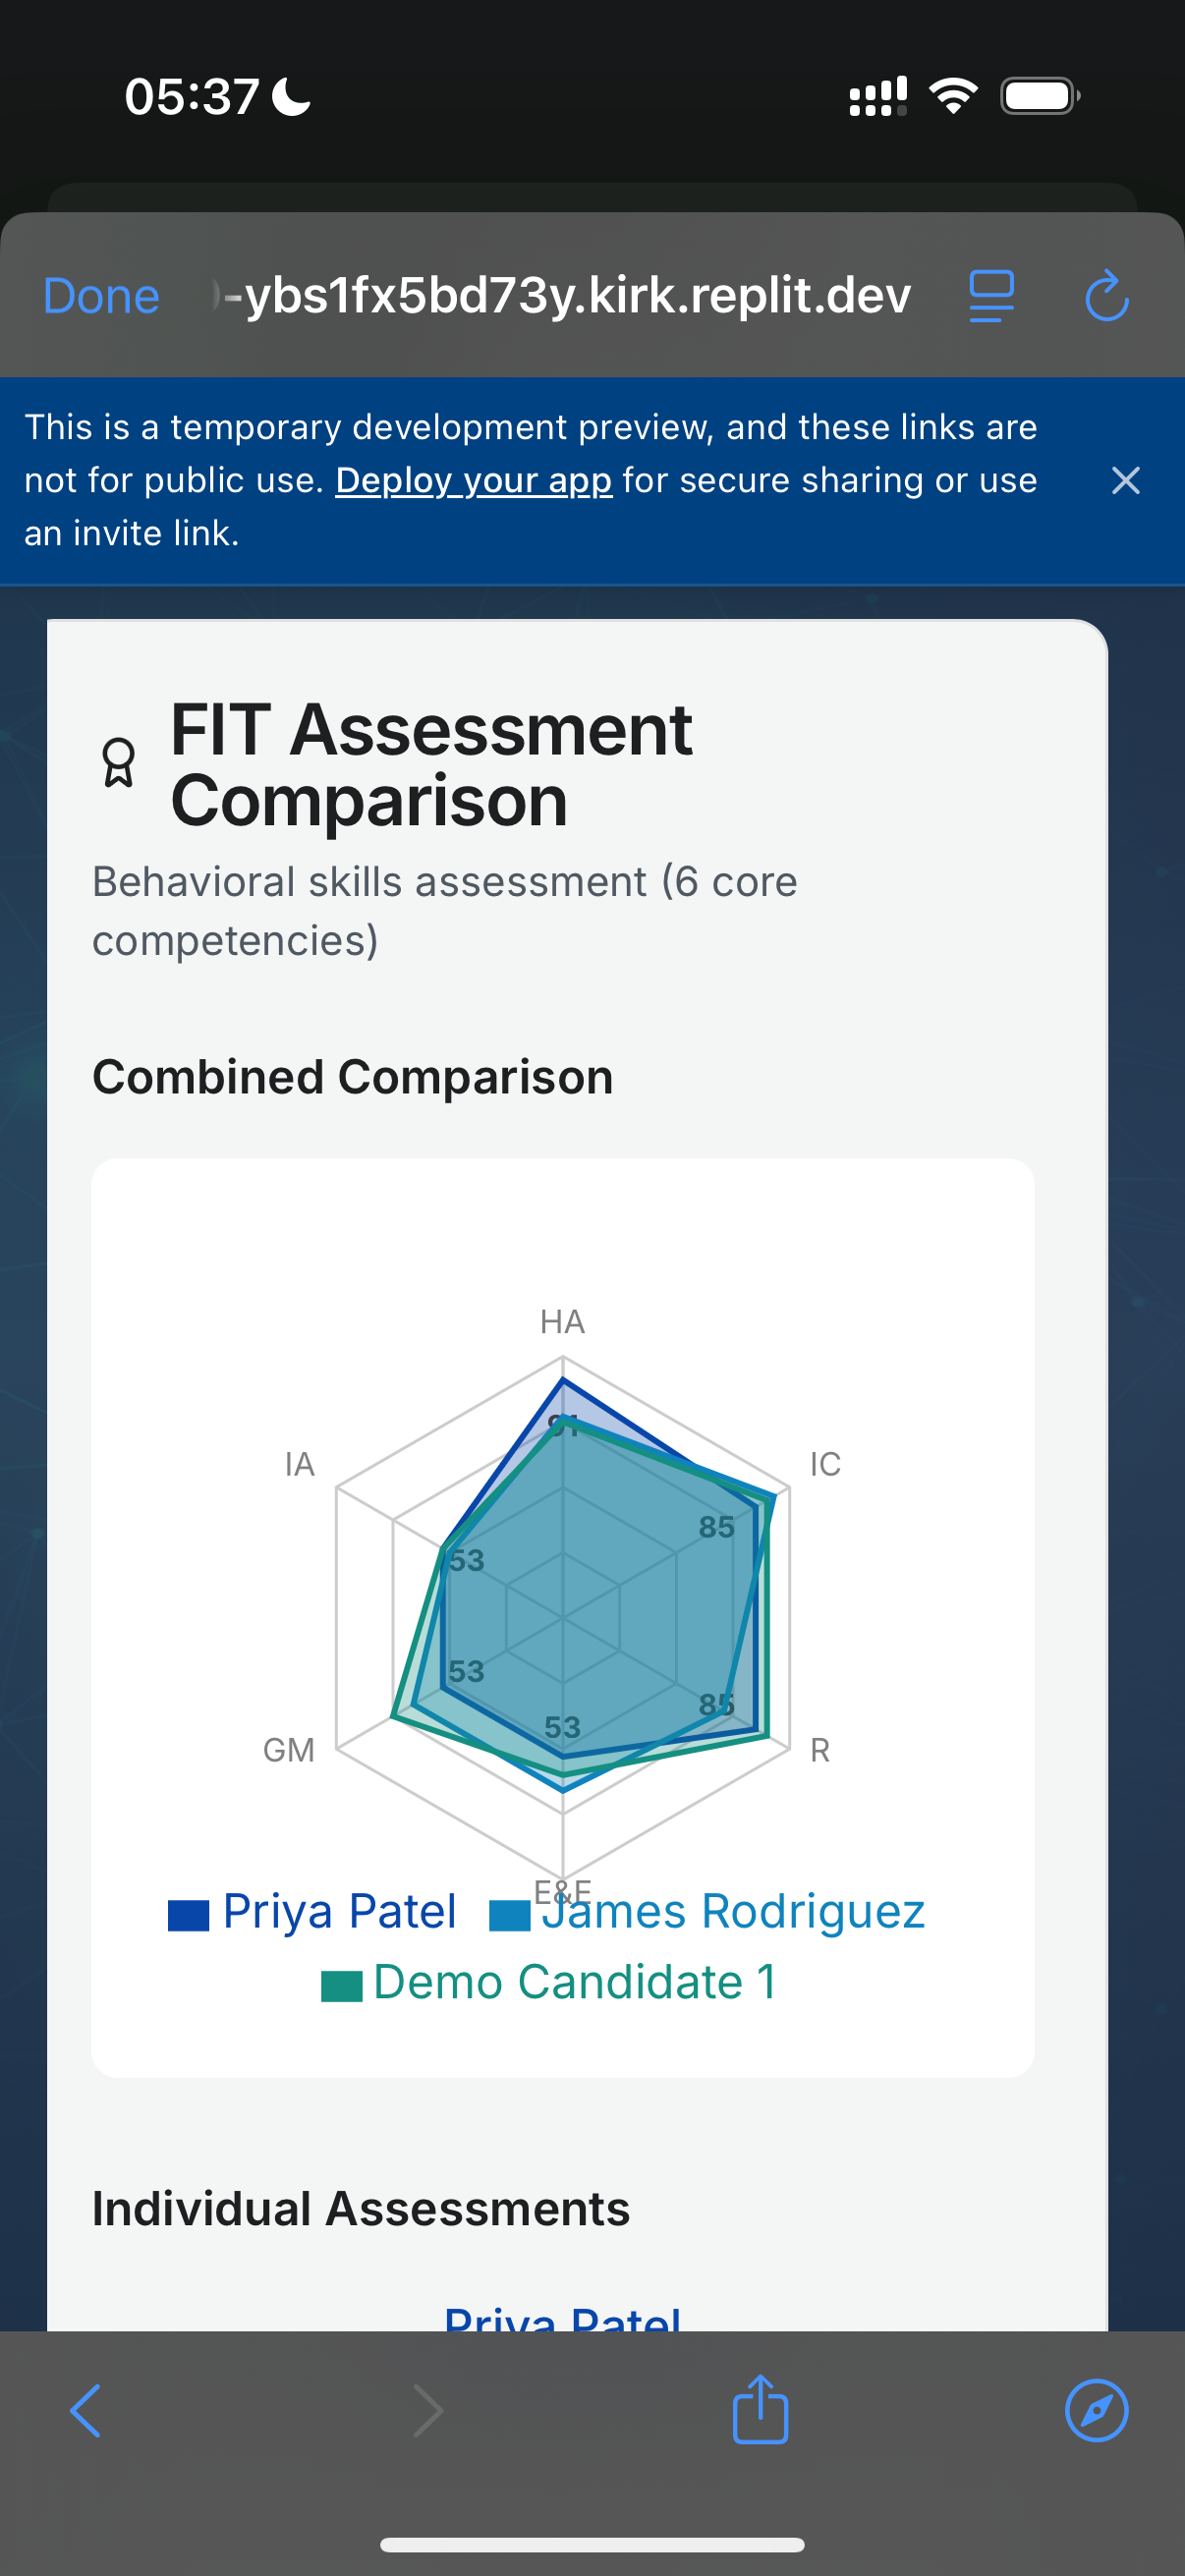 05:37
Done
-ybs1fx5bd73y.kirk.replit.dev
This is a temporary development preview, and these links are
not for public use. Deploy your app for secure sharing or use
an invite link.
FIT Assessment
Comparison
Behavioral skills assessment (6 core
competencies)
Combined Comparison
HA
91
IA
IC
85
53
53
85
53
GM
R
E&E
Priya Patel
James Rodriguez
Demo Candidate 1
Individual Assessments
Priya Patel